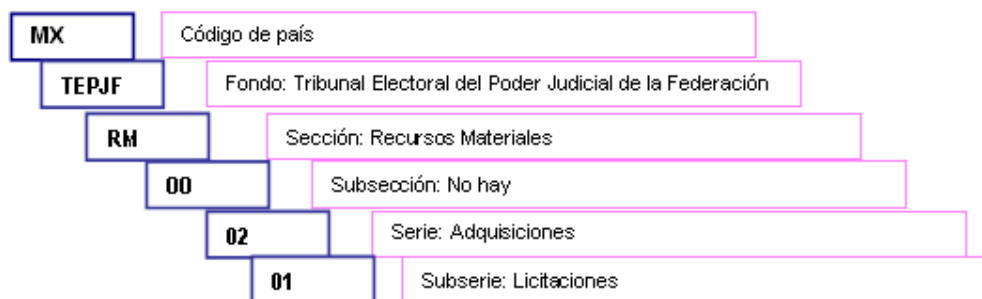 MX Código de país
TEPJF Fondo: Tribunal Electoral del Poder Judicial de la Federación
RM Sección: Recursos Materiales
00 Subsección: No hay
02 Serie: Adquisiciones
01 Subserie: Licitaciones